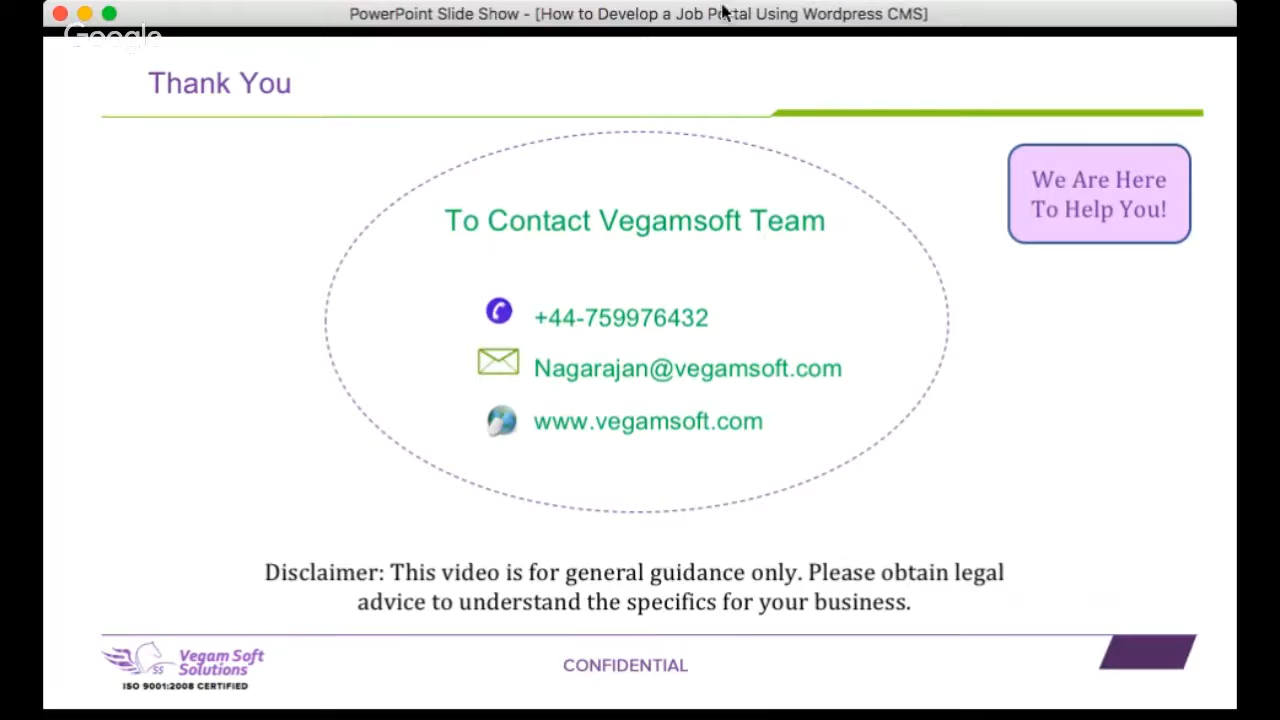 PowerPoint Slide Show - [How to Develop a Job Portal Using Wordpress CMS]
Google
Thank You
We Are Here
To Help You!
To Contact Vegamsoft Team
+44-759976432
Nagarajan@vegamsoft.com
www.vegamsoft.com
Disclaimer: This video is for general guidance only. Please obtain legal
advice to understand the specifics for your business.
SS
Vegam Soft
Solutions
ISO 9001:2008 CERTIFIED
CONFIDENTIAL